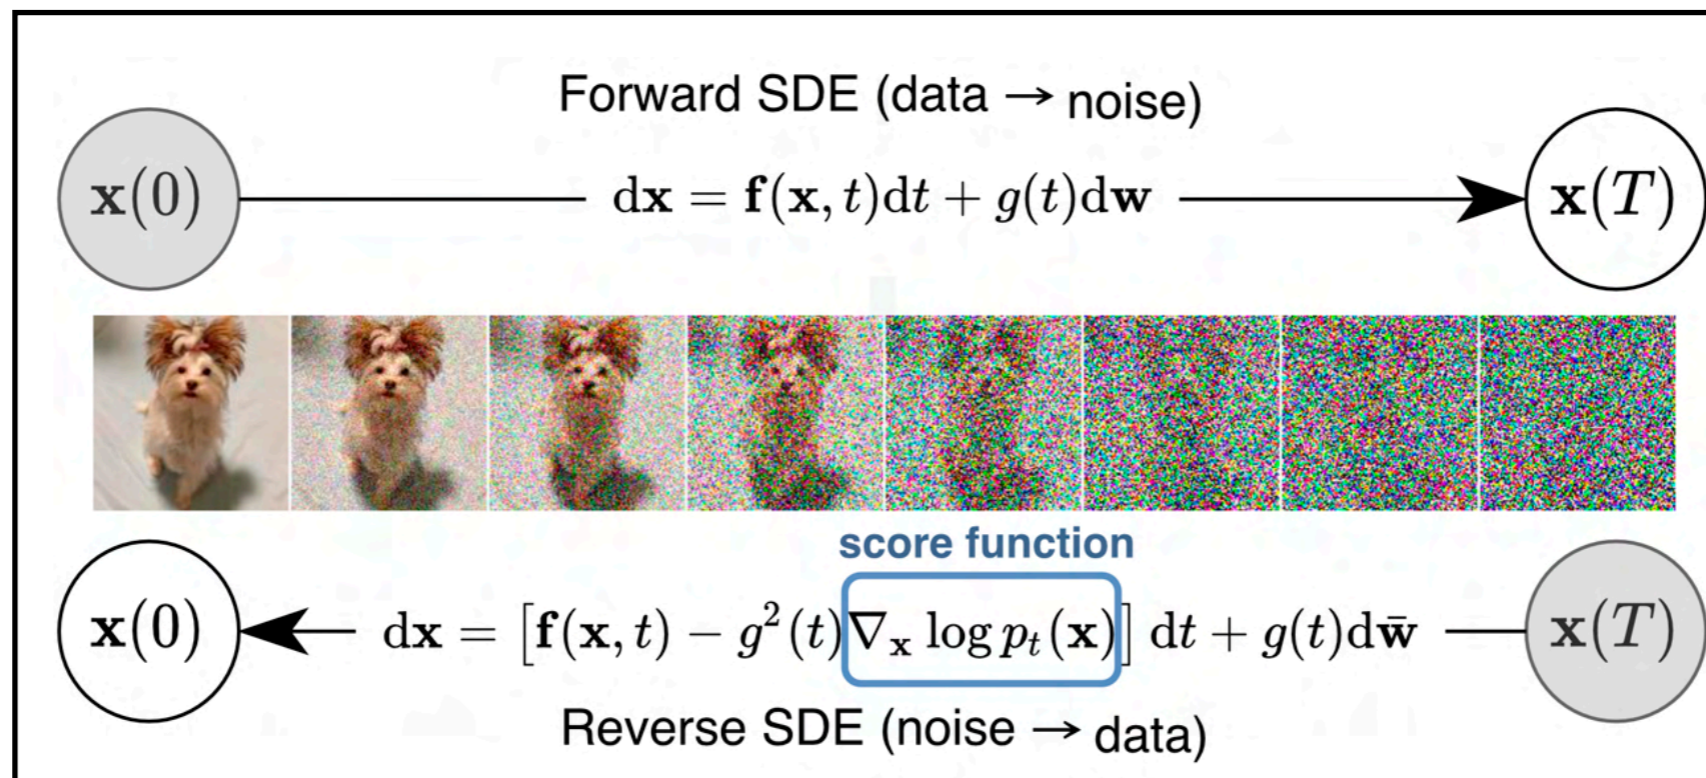 Forward SDE (data → noise)
x(0) dx = f(x, t)dt + g(t)dw x(T)
score function
x(0) dx = [f(x, t) − g²(t)∇ₓ log pₜ(x)] dt + g(t)dw̄ x(T)
Reverse SDE (noise → data)